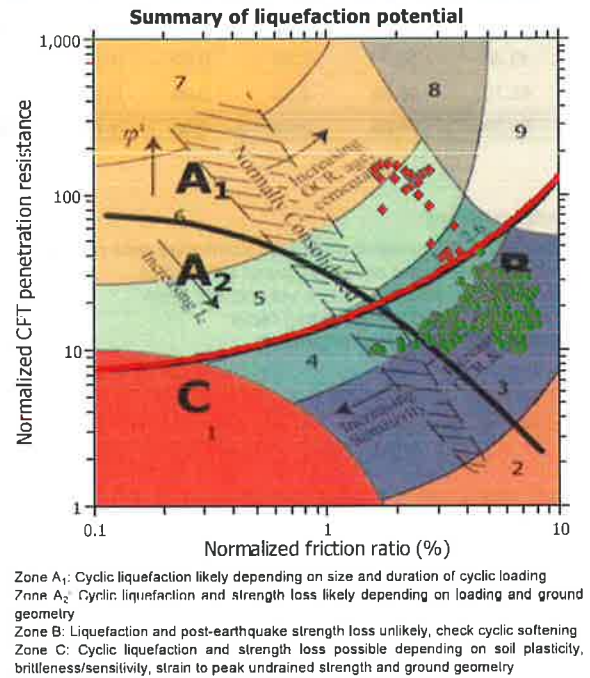 Summary of liquefaction potential
1,000
100
10
1
Normalized CPT penetration resistance
7
8
9
φ'
Increasing
OCR, age
cementation
A1
Normally Consolidated
6
2.6
A2
B
Increasing Ic
5
4
3
C
1
Increasing
Sensitivity
2
0.1
1
10
Normalized friction ratio (%)
Zone A1: Cyclic liquefaction likely depending on size and duration of cyclic loading
Zone A2: Cyclic liquefaction and strength loss likely depending on loading and ground
geometry
Zone B: Liquefaction and post-earthquake strength loss unlikely, check cyclic softening
Zone C: Cyclic liquefaction and strength loss possible depending on soil plasticity,
brittleness/sensitivity, strain to peak undrained strength and ground geometry